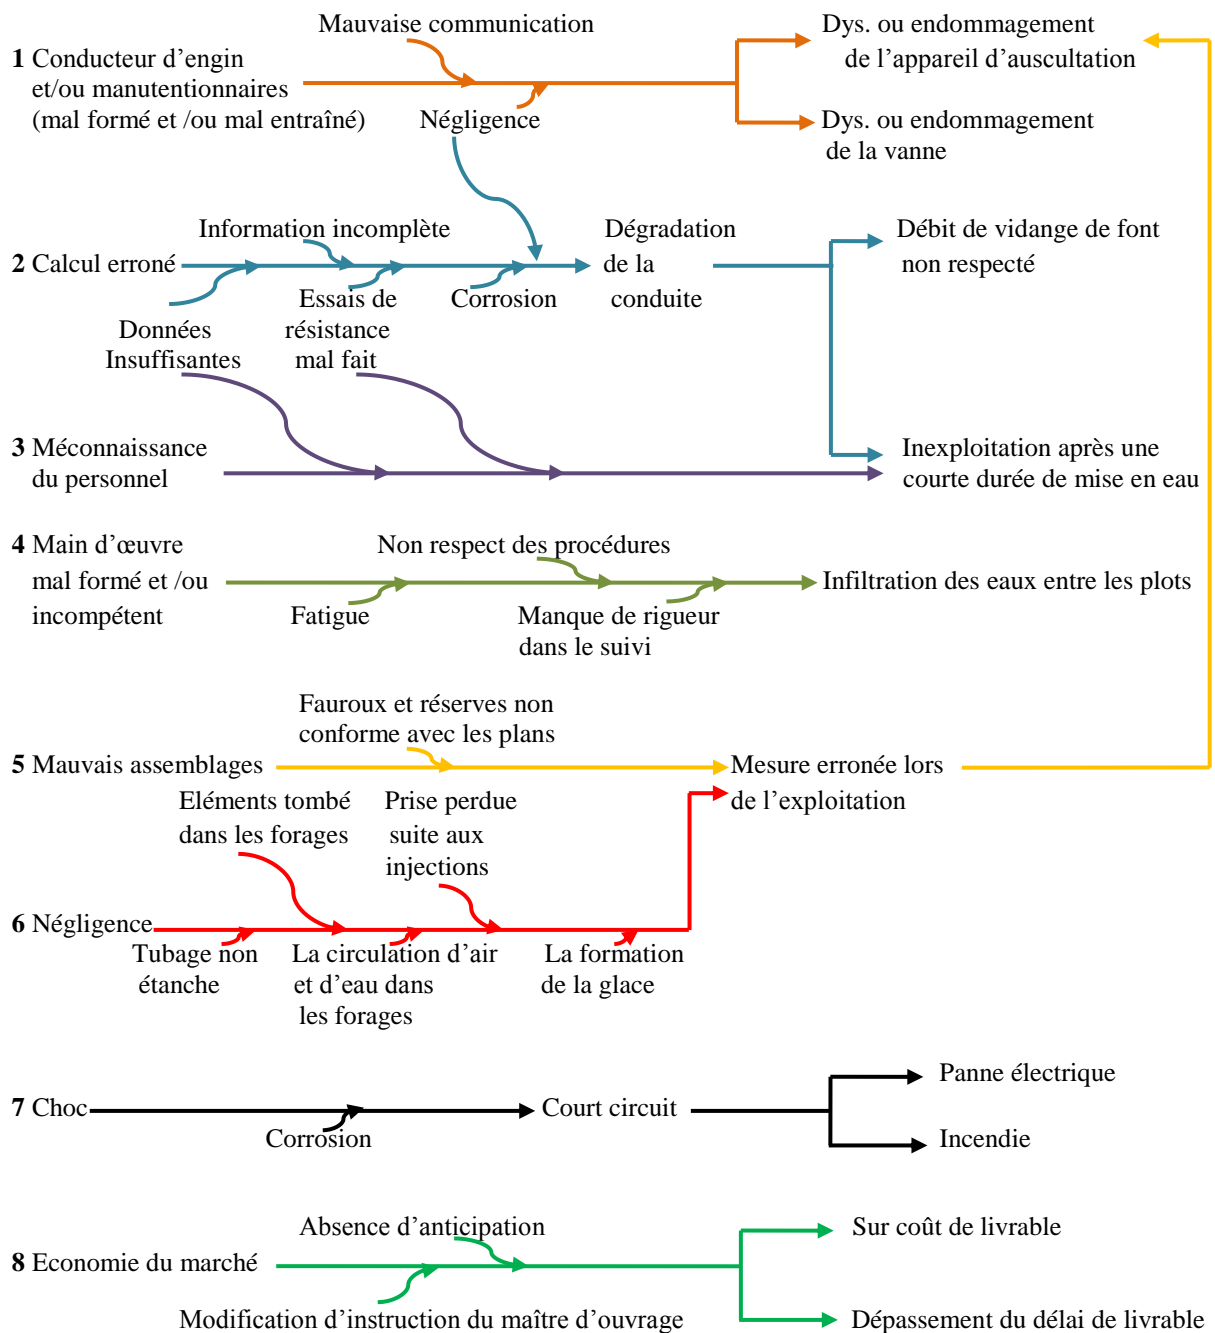 Mauvaise communication
Dys. ou endommagement
de l’appareil d’auscultation
1 Conducteur d’engin
et/ou manutentionnaires
(mal formé et /ou mal entraîné)
Négligence
Dys. ou endommagement
de la vanne
Information incomplète
Dégradation
de la
conduite
Débit de vidange de font
non respecté
2 Calcul erroné
Essais de
résistance
mal fait
Corrosion
Données
Insuffisantes
3 Méconnaissance
du personnel
Inexploitation après une
courte durée de mise en eau
4 Main d’œuvre
mal formé et /ou
incompétent
Non respect des procédures
Infiltration des eaux entre les plots
Fatigue
Manque de rigueur
dans le suivi
Fauroux et réserves non
conforme avec les plans
5 Mauvais assemblages
Mesure erronée lors
de l’exploitation
Eléments tombé
dans les forages
Prise perdue
suite aux
injections
6 Négligence
Tubage non
étanche
La circulation d’air
et d’eau dans
les forages
La formation
de la glace
Panne électrique
7 Choc
Court circuit
Corrosion
Incendie
Absence d’anticipation
Sur coût de livrable
8 Economie du marché
Modification d’instruction du maître d’ouvrage
Dépassement du délai de livrable